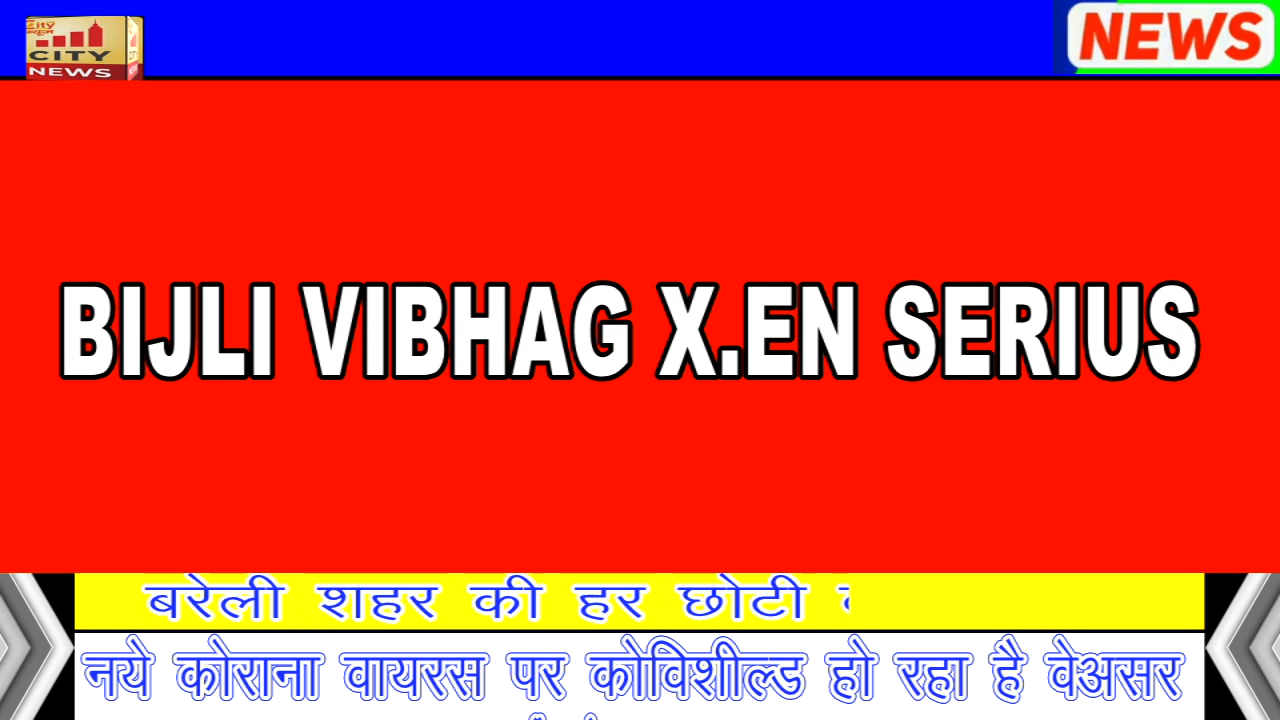 City
न्यूज़
CITY
NEWS
NEWS
BIJLI VIBHAG X.EN SERIUS
बरेली शहर की हर छोटी
नये कोराना वायरस पर कोविशील्ड हो रहा है वेअसर